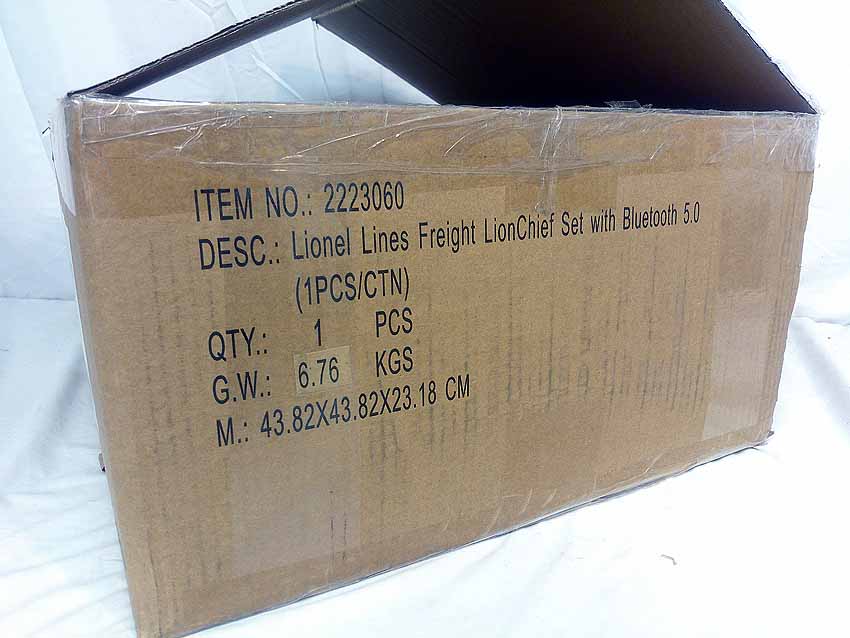 ITEM NO.: 2223060
DESC.: Lionel Lines Freight LionChief Set with Bluetooth 5.0
(1PCS/CTN)
QTY.: 1 PCS
G.W.: 6.76 KGS
M.: 43.82X43.82X23.18 CM